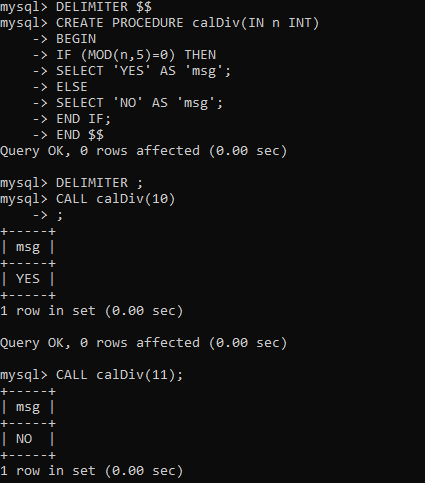 mysql> DELIMITER $$
mysql> CREATE PROCEDURE calDiv(IN n INT)
    -> BEGIN
    -> IF (MOD(n,5)=0) THEN
    -> SELECT 'YES' AS 'msg';
    -> ELSE
    -> SELECT 'NO' AS 'msg';
    -> END IF;
    -> END $$
Query OK, 0 rows affected (0.00 sec)

mysql> DELIMITER ;
mysql> CALL calDiv(10)
    -> ;
+-----+
| msg |
+-----+
| YES |
+-----+
1 row in set (0.00 sec)

Query OK, 0 rows affected (0.00 sec)

mysql> CALL calDiv(11);
+-----+
| msg |
+-----+
| NO  |
+-----+
1 row in set (0.00 sec)